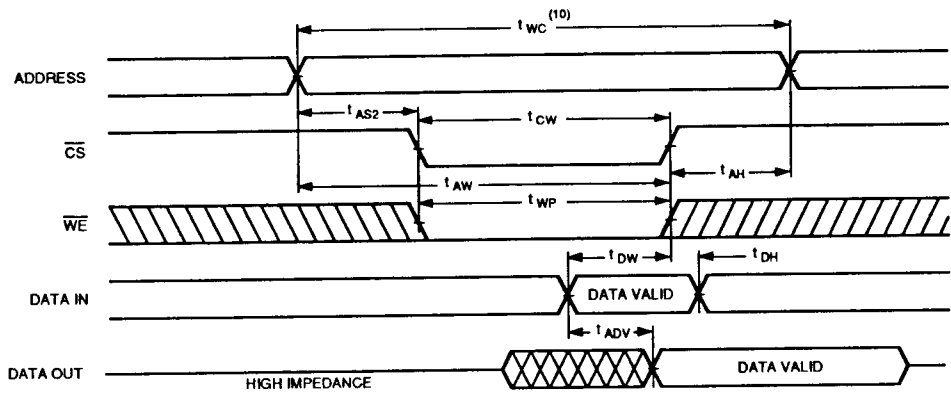 t WC (10)
ADDRESS
t AS2
t CW
CS
t AW
t AH
t WP
WE
t DW
t DH
DATA IN
DATA VALID
t ADV
DATA OUT
HIGH IMPEDANCE
DATA VALID